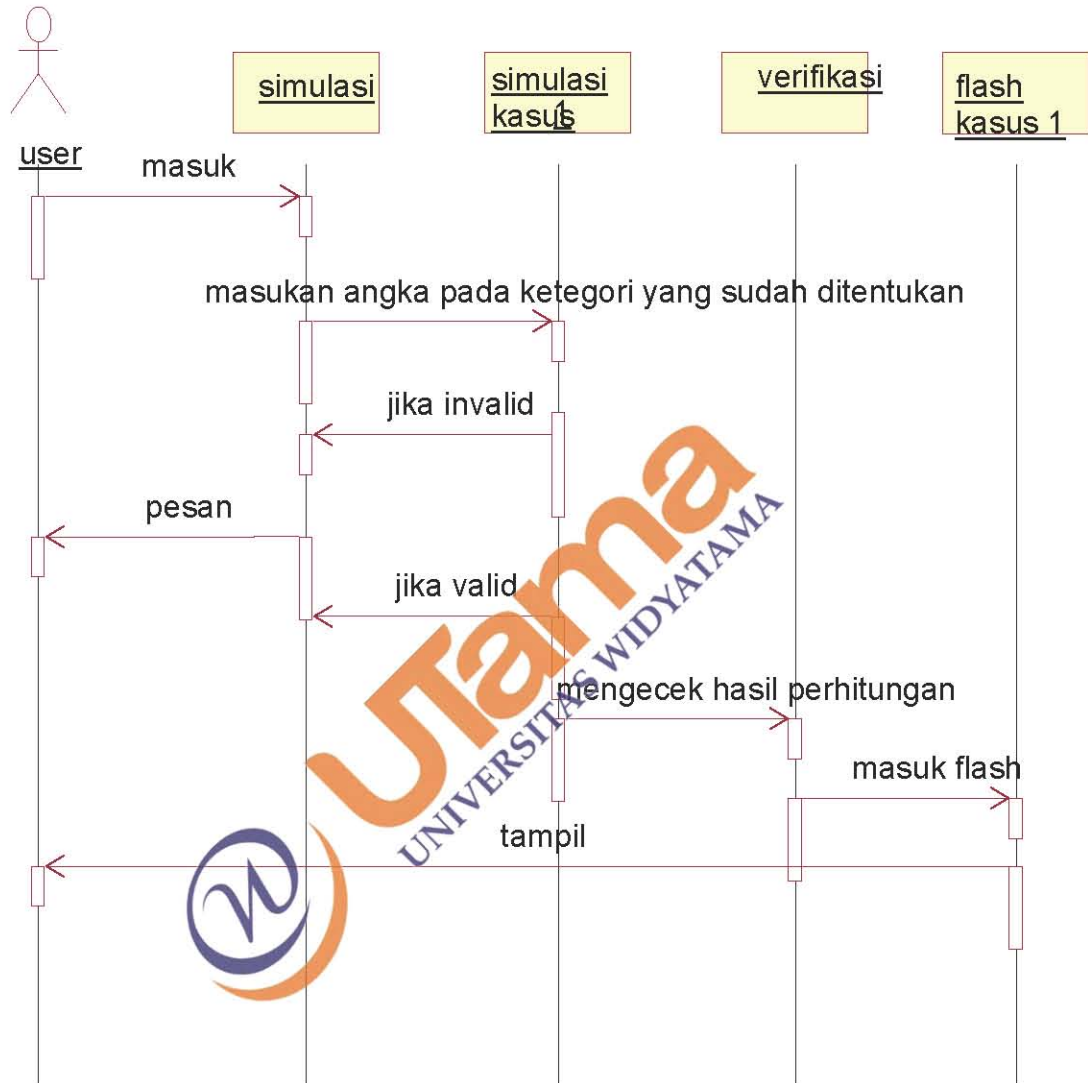 simulasi
simulasi
kasus 1
verifikasi
flash
kasus 1
user
masuk
masukan angka pada ketegori yang sudah ditentukan
jika invalid
pesan
jika valid
mengecek hasil perhitungan
masuk flash
tampil
UTama
UNIVERSITAS WIDYATAMA